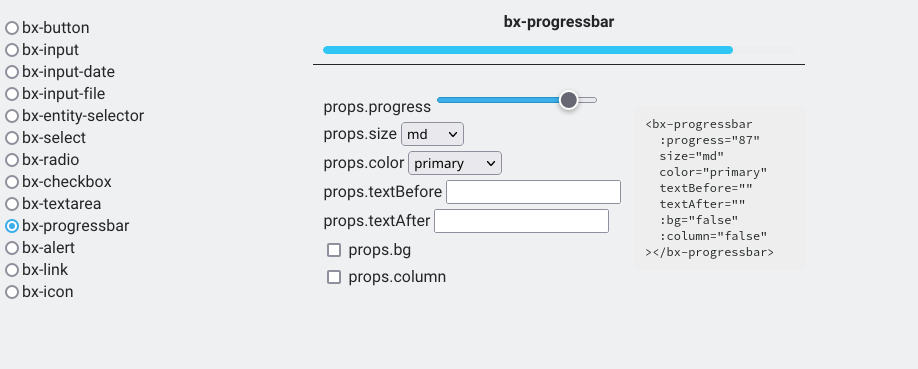 bx-button
bx-input
bx-input-date
bx-input-file
bx-entity-selector
bx-select
bx-radio
bx-checkbox
bx-textarea
bx-progressbar
bx-alert
bx-link
bx-icon
bx-progressbar
props.progress
props.size md
props.color primary
props.textBefore
props.textAfter
props.bg
props.column
<bx-progressbar
:progress="87"
size="md"
color="primary"
textBefore=""
textAfter=""
:bg="false"
:column="false"
></bx-progressbar>